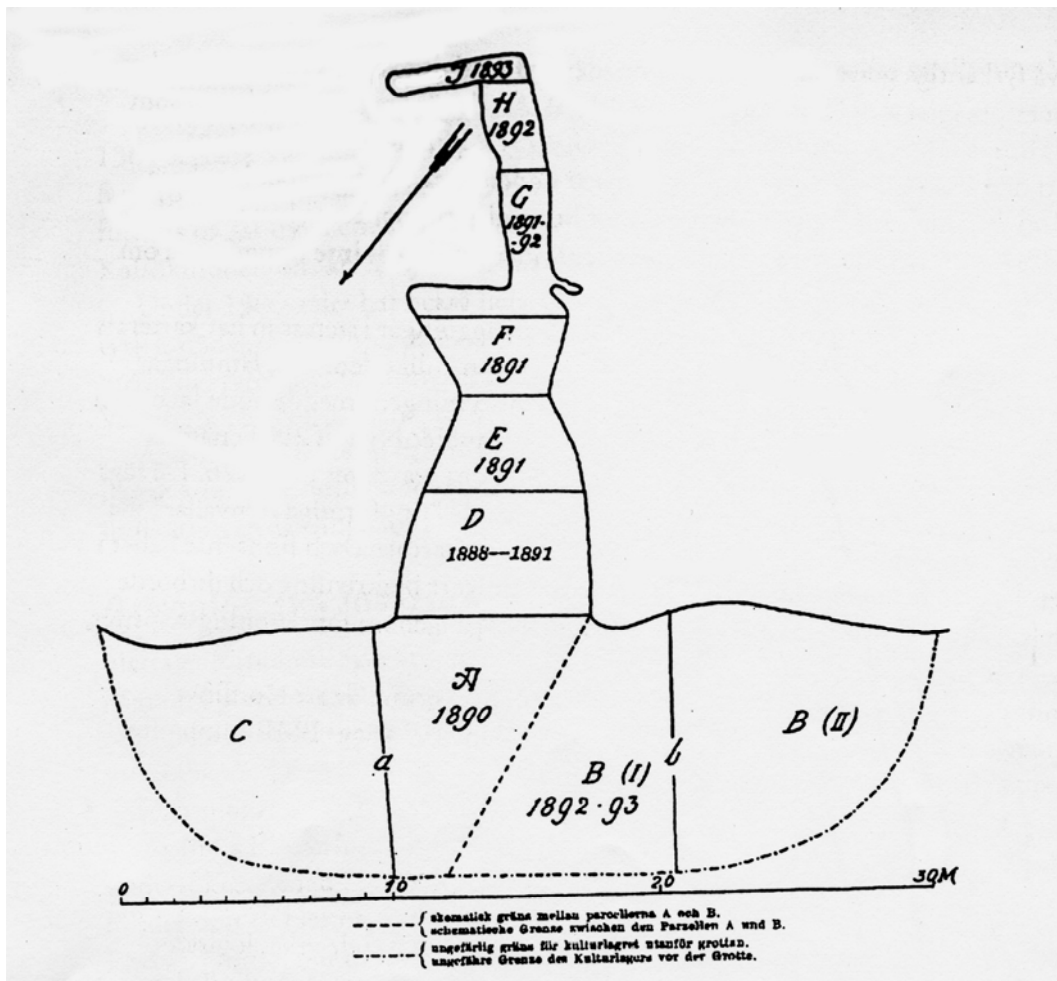 J 1893
H
1892
G
1891-
-92
F
1891
E
1891
D
1888--1891
A
1890
C
a
B (I)
1892-93
b
B (II)
0
10
20
30M
skematisk gräns mellan parcellerna A och B.
schematische Grenze zwischen den Parzellen A und B.
ungefärlig gräns för kulturlagret utanför grottan.
ungefähre Grenze des Kulturlagers vor der Grotte.